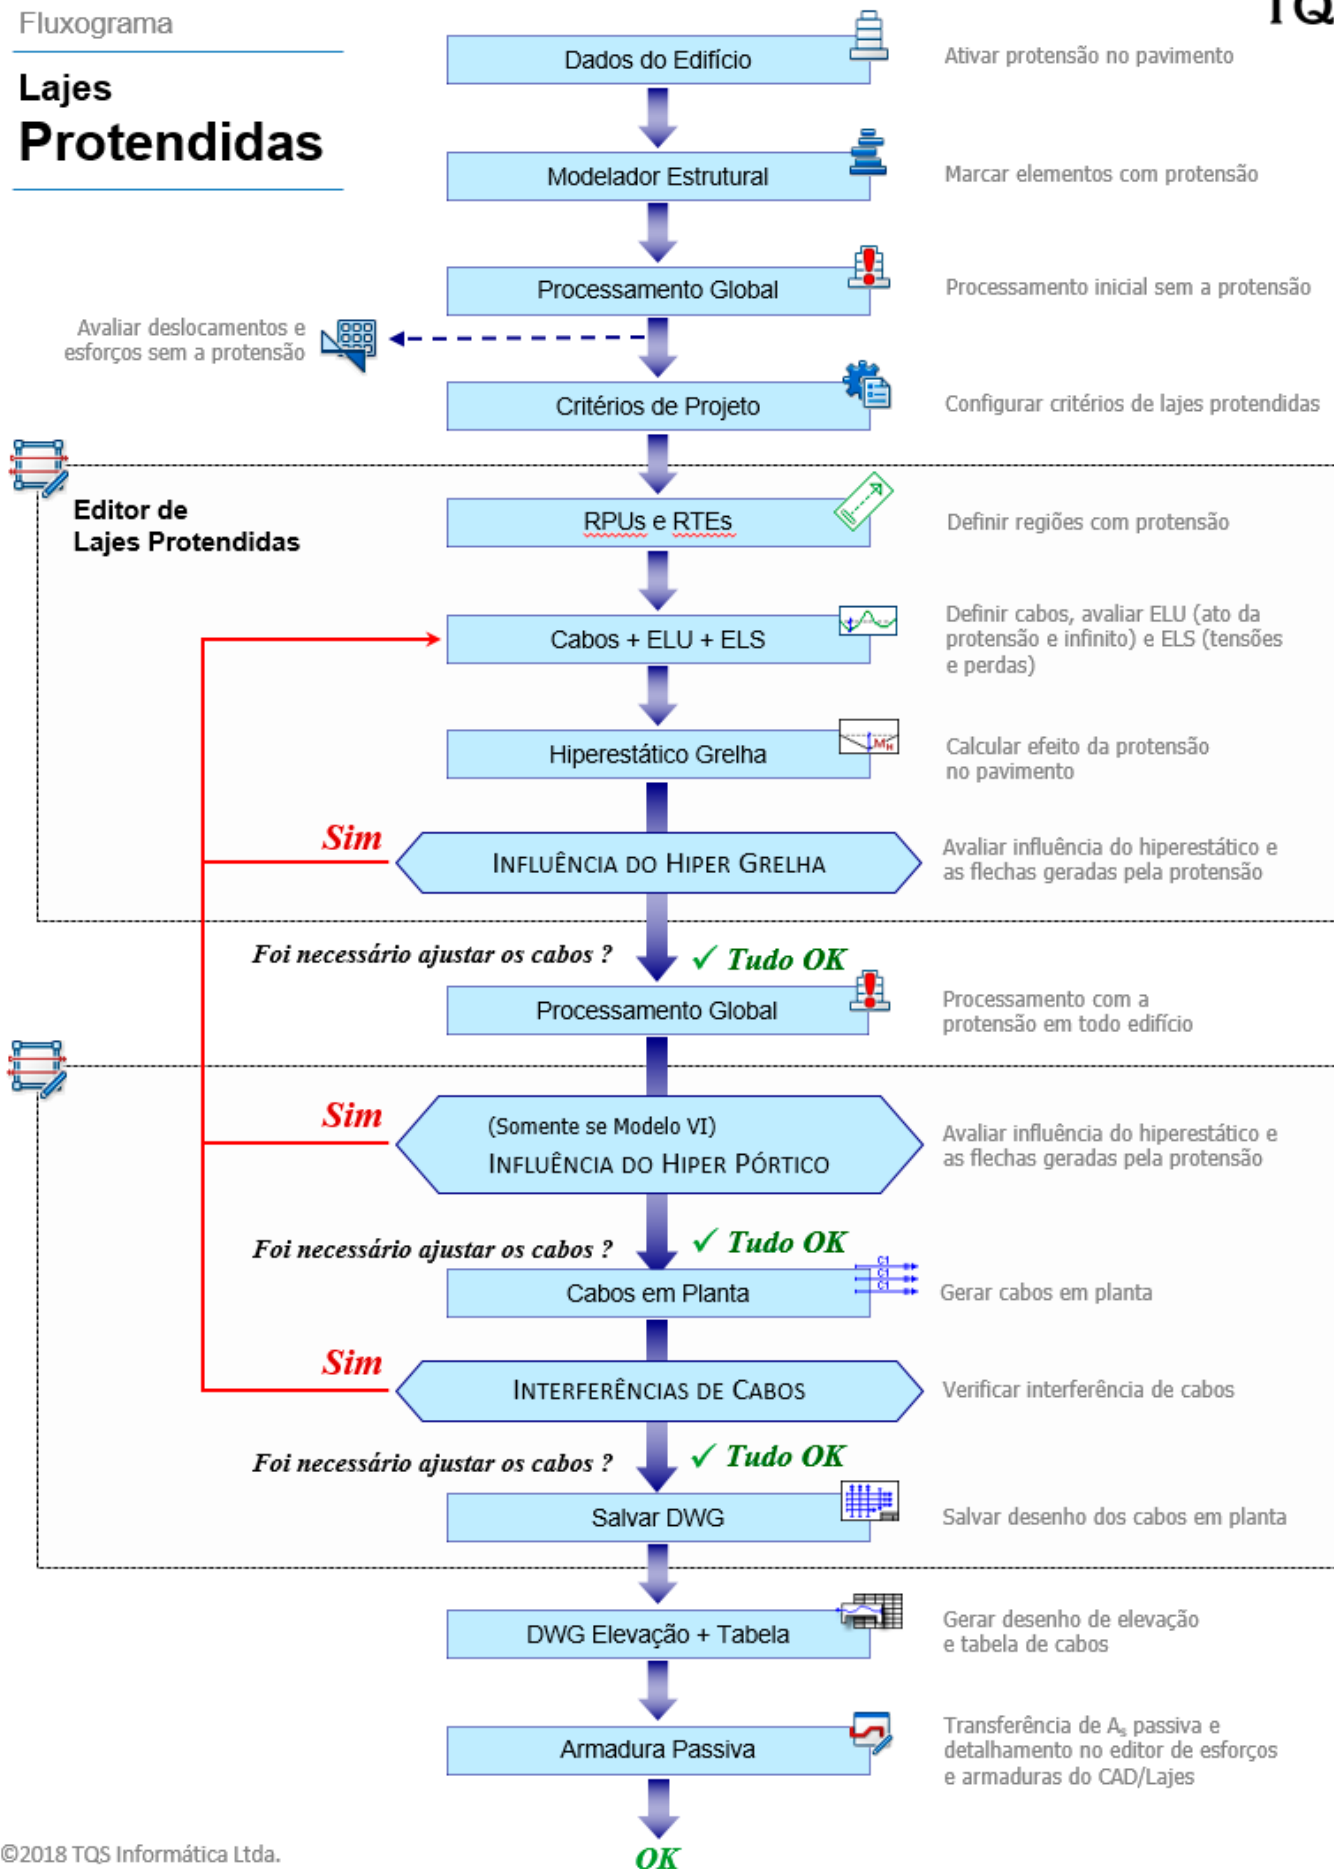 Fluxograma
TQ
Lajes
Protendidas
Dados do Edifício
Ativar protensão no pavimento
Modelador Estrutural
Marcar elementos com protensão
Processamento Global
Processamento inicial sem a protensão
Avaliar deslocamentos e
esforços sem a protensão
Critérios de Projeto
Configurar critérios de lajes protendidas
Editor de
Lajes Protendidas
RPUs e RTEs
Definir regiões com protensão
Cabos + ELU + ELS
Definir cabos, avaliar ELU (ato da
protensão e infinito) e ELS (tensões
e perdas)
Hiperestático Grelha
MH
Calcular efeito da protensão
no pavimento
Sim
INFLUÊNCIA DO HIPER GRELHA
Avaliar influência do hiperestático e
as flechas geradas pela protensão
Foi necessário ajustar os cabos ?
✓ Tudo OK
Processamento Global
Processamento com a
protensão em todo edifício
Sim
(Somente se Modelo VI)
INFLUÊNCIA DO HIPER PÓRTICO
Avaliar influência do hiperestático e
as flechas geradas pela protensão
Foi necessário ajustar os cabos ?
✓ Tudo OK
Cabos em Planta
C1
C1
C1
Gerar cabos em planta
Sim
INTERFERÊNCIAS DE CABOS
Verificar interferência de cabos
Foi necessário ajustar os cabos ?
✓ Tudo OK
Salvar DWG
Salvar desenho dos cabos em planta
DWG Elevação + Tabela
Gerar desenho de elevação
e tabela de cabos
Armadura Passiva
Transferência de As passiva e
detalhamento no editor de esforços
e armaduras do CAD/Lajes
©2018 TQS Informática Ltda.
OK